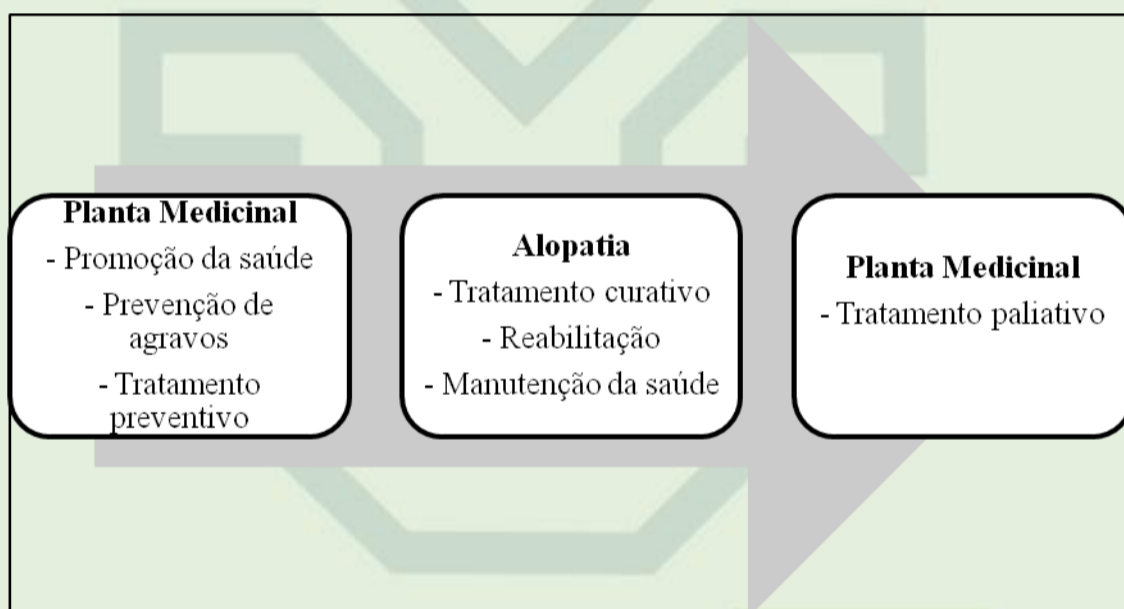 Planta Medicinal
- Promoção da saúde
- Prevenção de
agravos
- Tratamento
preventivo
Alopatia
- Tratamento curativo
- Reabilitação
- Manutenção da saúde
Planta Medicinal
- Tratamento paliativo